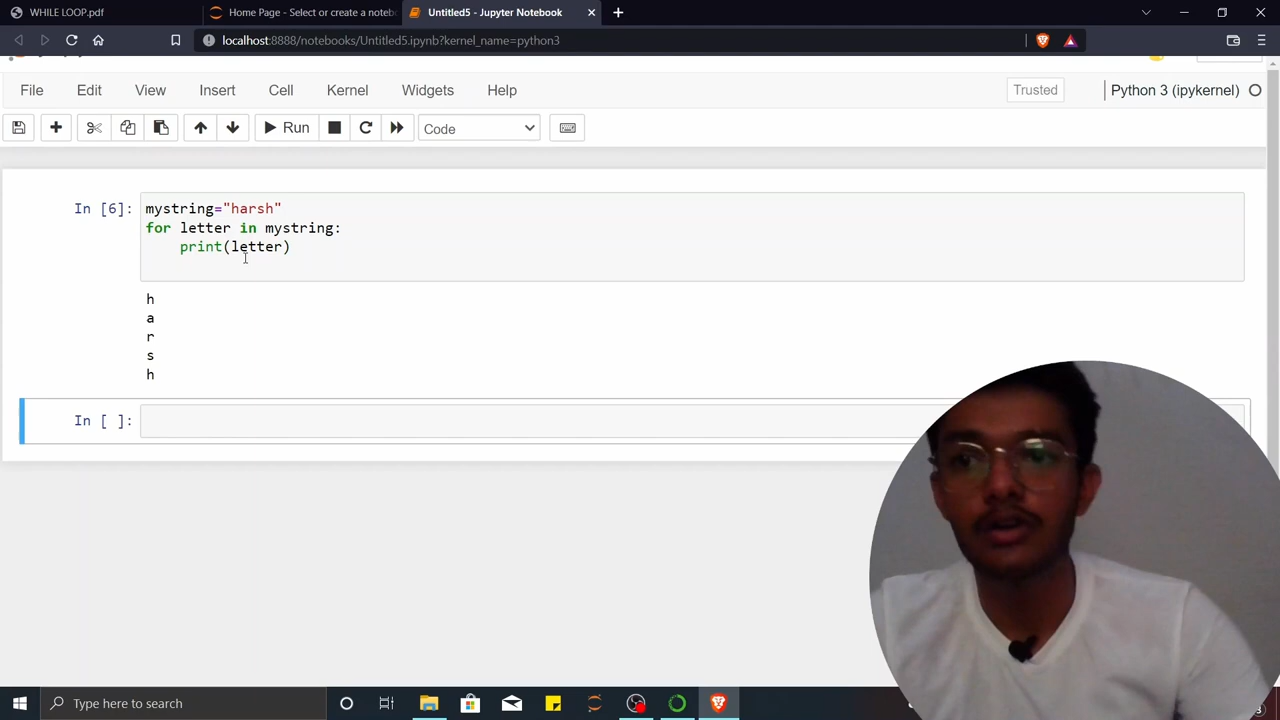 WHILE LOOP.pdf
Home Page - Select or create a noteb
Untitled5 - Jupyter Notebook
localhost:8888/notebooks/Untitled5.ipynb?kernel_name=python3
File Edit View Insert Cell Kernel Widgets Help
Trusted
Python 3 (ipykernel)
Run
Code
In [6]:
mystring="harsh"
for letter in mystring:
    print(letter)
h
a
r
s
h
In [ ]:
Type here to search